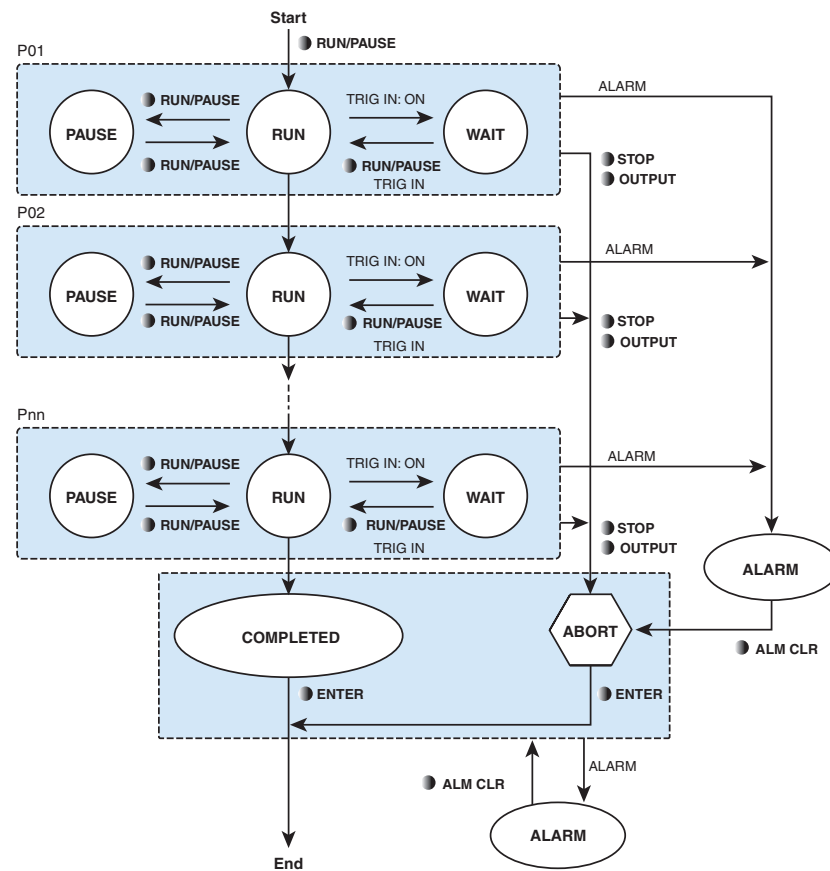 Start
RUN/PAUSE
P01
ALARM
RUN/PAUSE
TRIG IN: ON
PAUSE
RUN
WAIT
RUN/PAUSE
RUN/PAUSE
TRIG IN
STOP
OUTPUT
P02
ALARM
RUN/PAUSE
TRIG IN: ON
PAUSE
RUN
WAIT
RUN/PAUSE
RUN/PAUSE
TRIG IN
STOP
OUTPUT
Pnn
ALARM
RUN/PAUSE
TRIG IN: ON
PAUSE
RUN
WAIT
RUN/PAUSE
RUN/PAUSE
TRIG IN
STOP
OUTPUT
ALARM
COMPLETED
ABORT
ALM CLR
ENTER
ENTER
ALARM
ALM CLR
ALARM
End